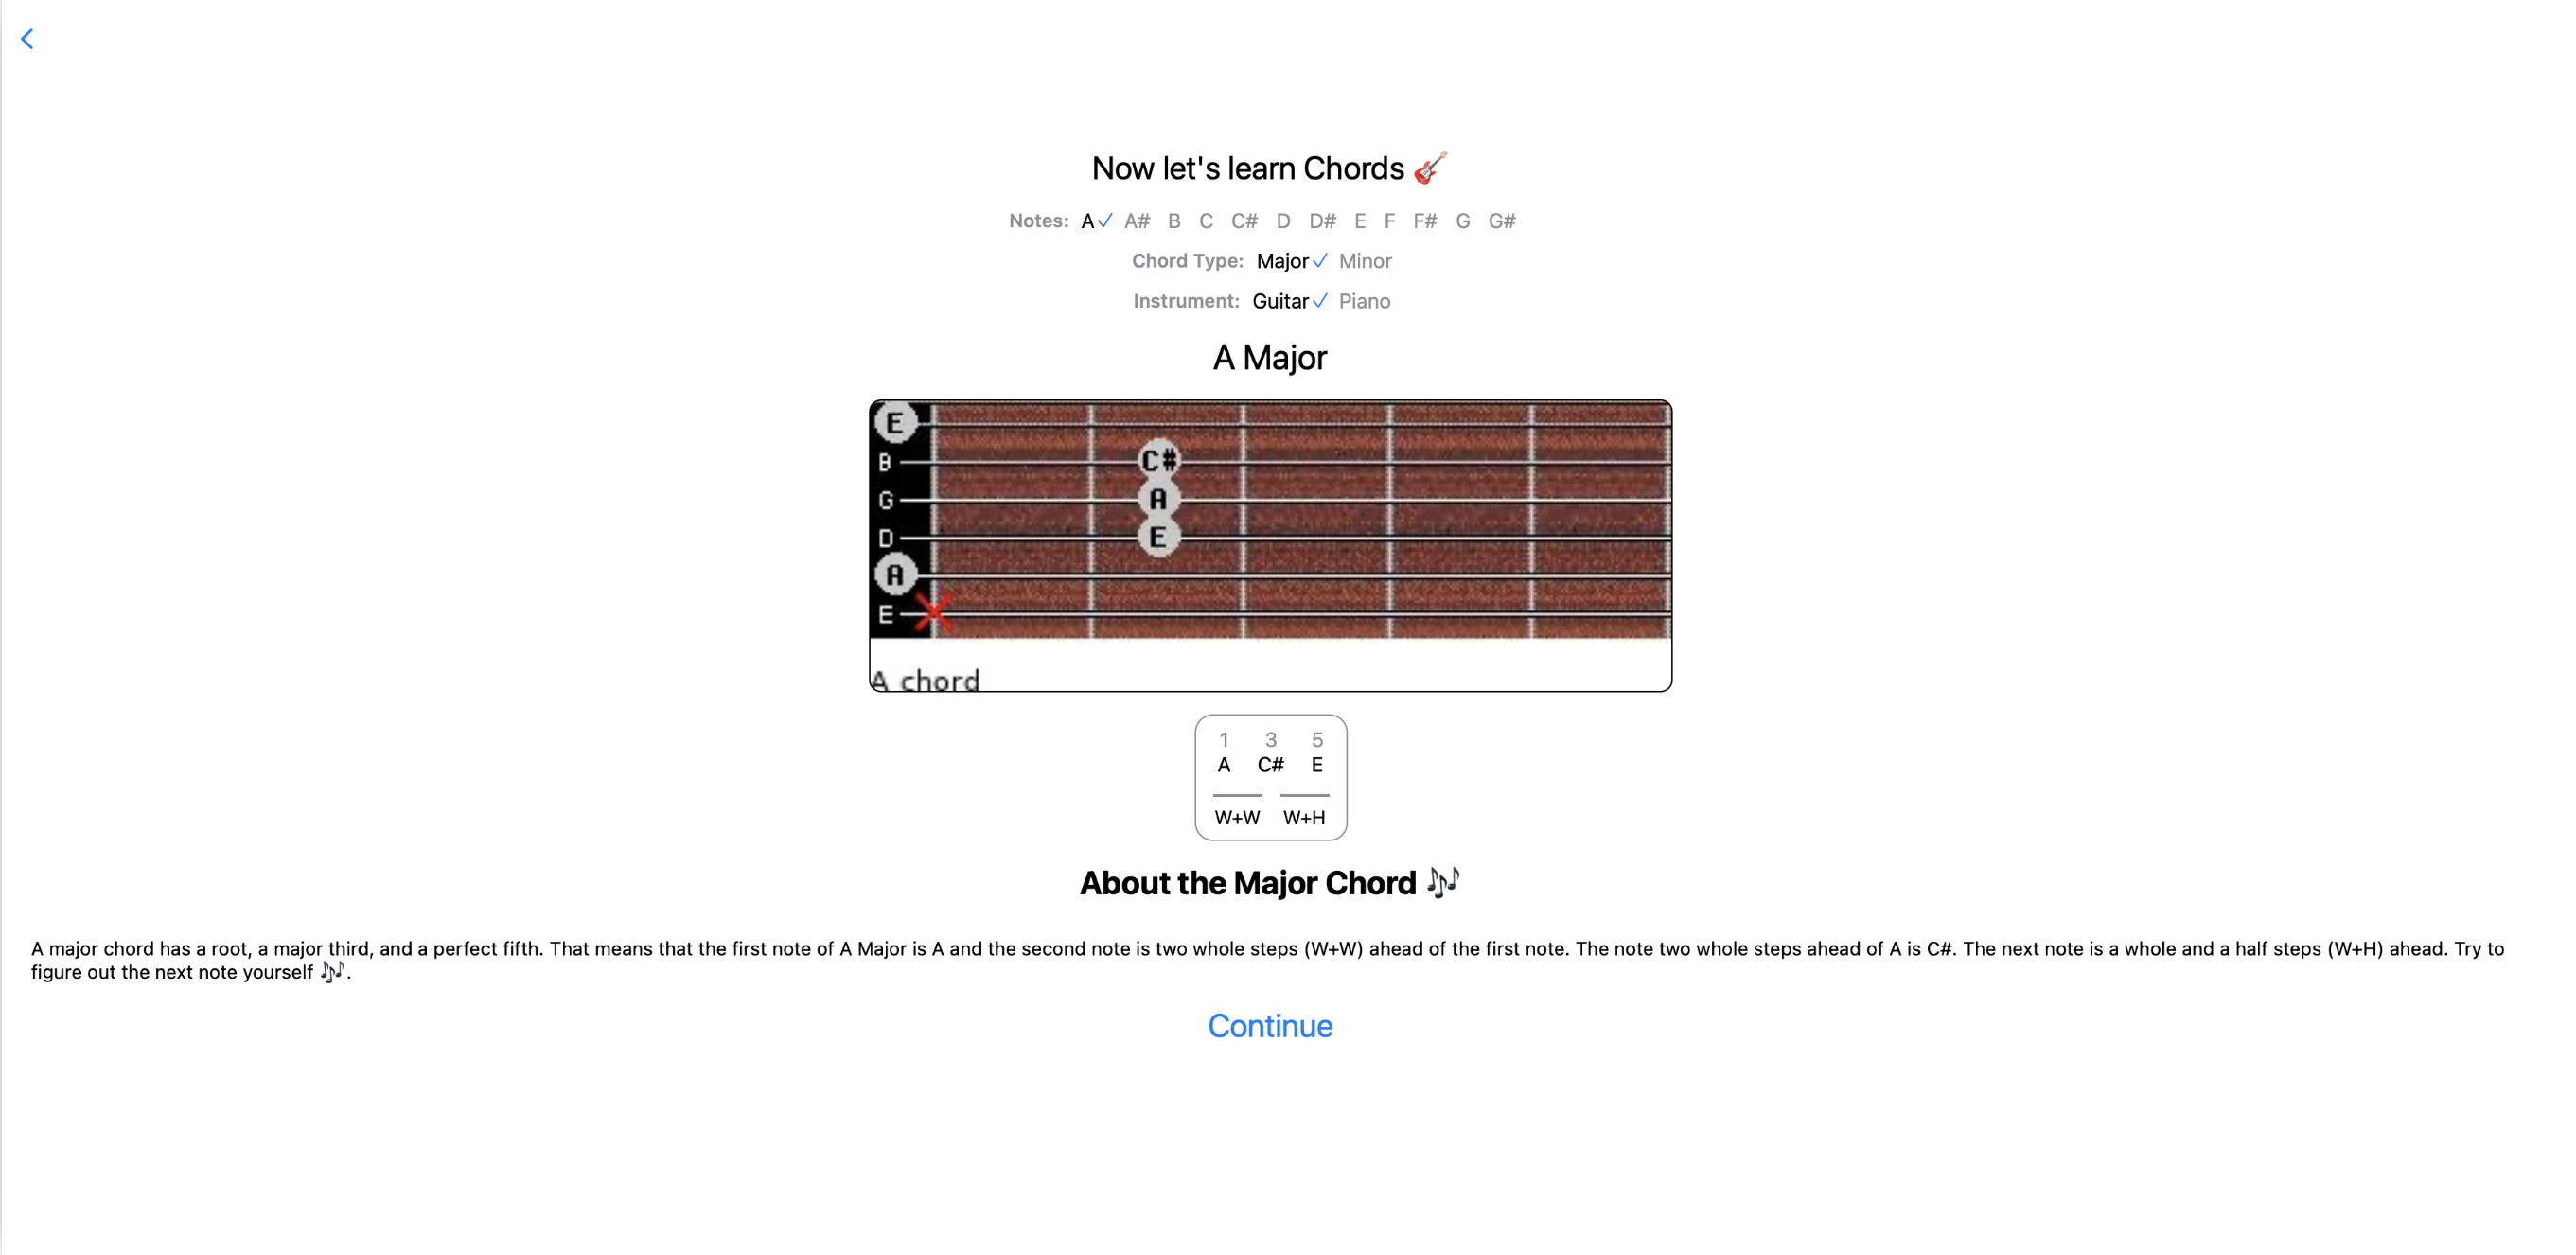 Now let's learn Chords 🎸
Notes: A✓ A# B C C# D D# E F F# G G#
Chord Type: Major✓ Minor
Instrument: Guitar✓ Piano
A Major
E
B C#
G A
D E
A
E
A chord
1 3 5
A C# E
W+W W+H
About the Major Chord 🎶
A major chord has a root, a major third, and a perfect fifth. That means that the first note of A Major is A and the second note is two whole steps (W+W) ahead of the first note. The note two whole steps ahead of A is C#. The next note is a whole and a half steps (W+H) ahead. Try to
figure out the next note yourself 🎶.
Continue